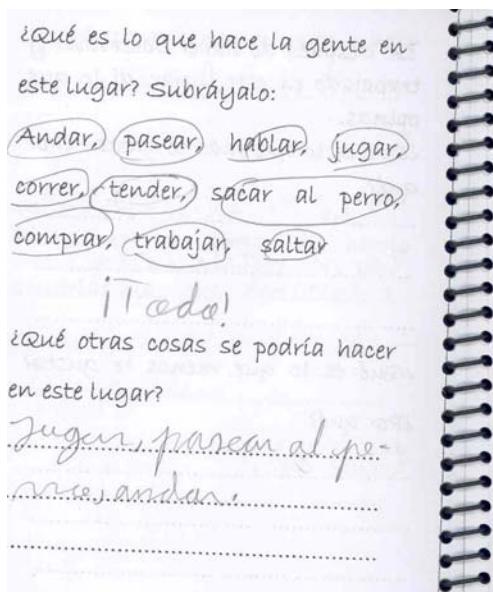 ¿Qué es lo que hace la gente en
este lugar? Subráyalo:
Andar, pasear, hablar, jugar,
correr, tender, sacar al perro,
comprar, trabajar, saltar
¡Todo!
¿Qué otras cosas se podría hacer
en este lugar?
Jugar, pasear al pe-
rro, andar.